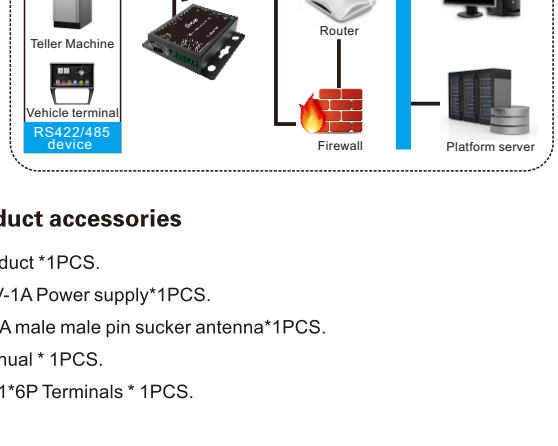 Teller Machine
Router
Vehicle terminal
RS422/485
device
Firewall
Platform server
duct accessories
duct *1PCS.
/-1A Power supply*1PCS.
A male male pin sucker antenna*1PCS.
nual * 1PCS.
1*6P Terminals * 1PCS.